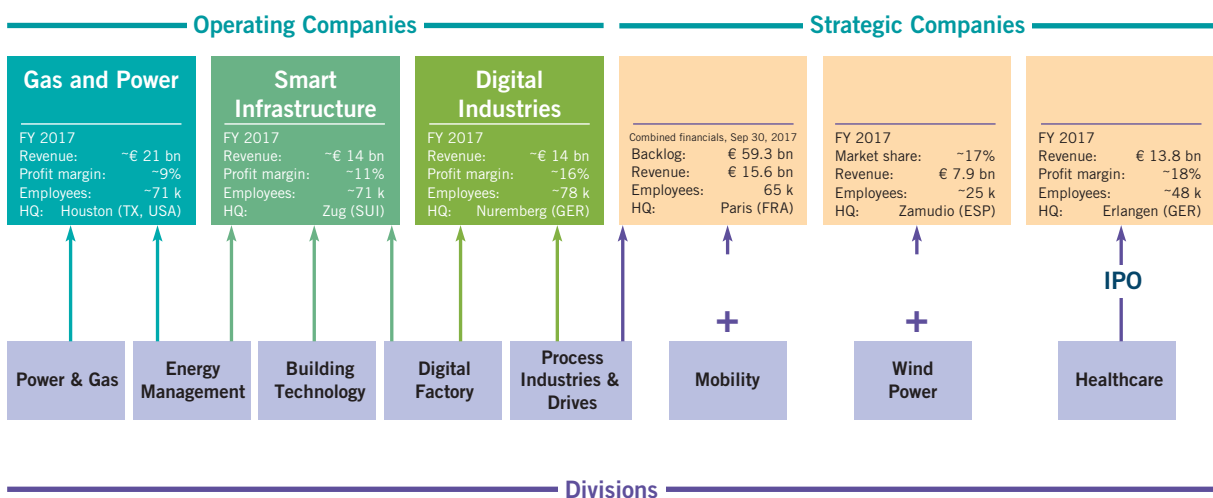 Operating Companies
Strategic Companies
Gas and Power
FY 2017
Revenue: ~€ 21 bn
Profit margin: ~9%
Employees: ~71 k
HQ: Houston (TX, USA)
Smart
Infrastructure
FY 2017
Revenue: ~€ 14 bn
Profit margin: ~11%
Employees: ~71 k
HQ: Zug (SUI)
Digital
Industries
FY 2017
Revenue: ~€ 14 bn
Profit margin: ~16%
Employees: ~78 k
HQ: Nuremberg (GER)
Combined financials, Sep 30, 2017
Backlog: € 59.3 bn
Revenue: € 15.6 bn
Employees: 65 k
HQ: Paris (FRA)
FY 2017
Market share: ~17%
Revenue: € 7.9 bn
Employees: ~25 k
HQ: Zamudio (ESP)
FY 2017
Revenue: € 13.8 bn
Profit margin: ~18%
Employees: ~48 k
HQ: Erlangen (GER)
IPO
+
+
Power & Gas
Energy
Management
Building
Technology
Digital
Factory
Process
Industries &
Drives
Mobility
Wind
Power
Healthcare
Divisions